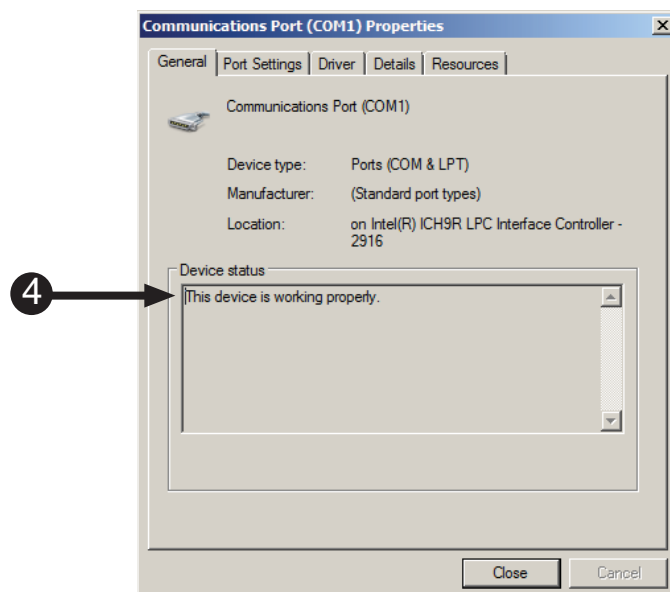 Communications Port (COM1) Properties
General Port Settings Driver Details Resources
Communications Port (COM1)
Device type: Ports (COM & LPT)
Manufacturer: (Standard port types)
Location: on Intel(R) ICH9R LPC Interface Controller -
2916
Device status
4
This device is working properly.
Close Cancel